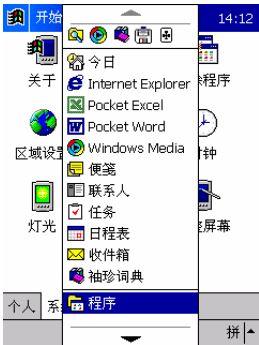 开始
14:12
今日
Internet Explorer
Pocket Excel
Pocket Word
Windows Media
便笺
联系人
任务
日程表
收件箱
袖珍词典
程序
关于
程序
区域设
钟
灯光
屏幕
个人
系
拼